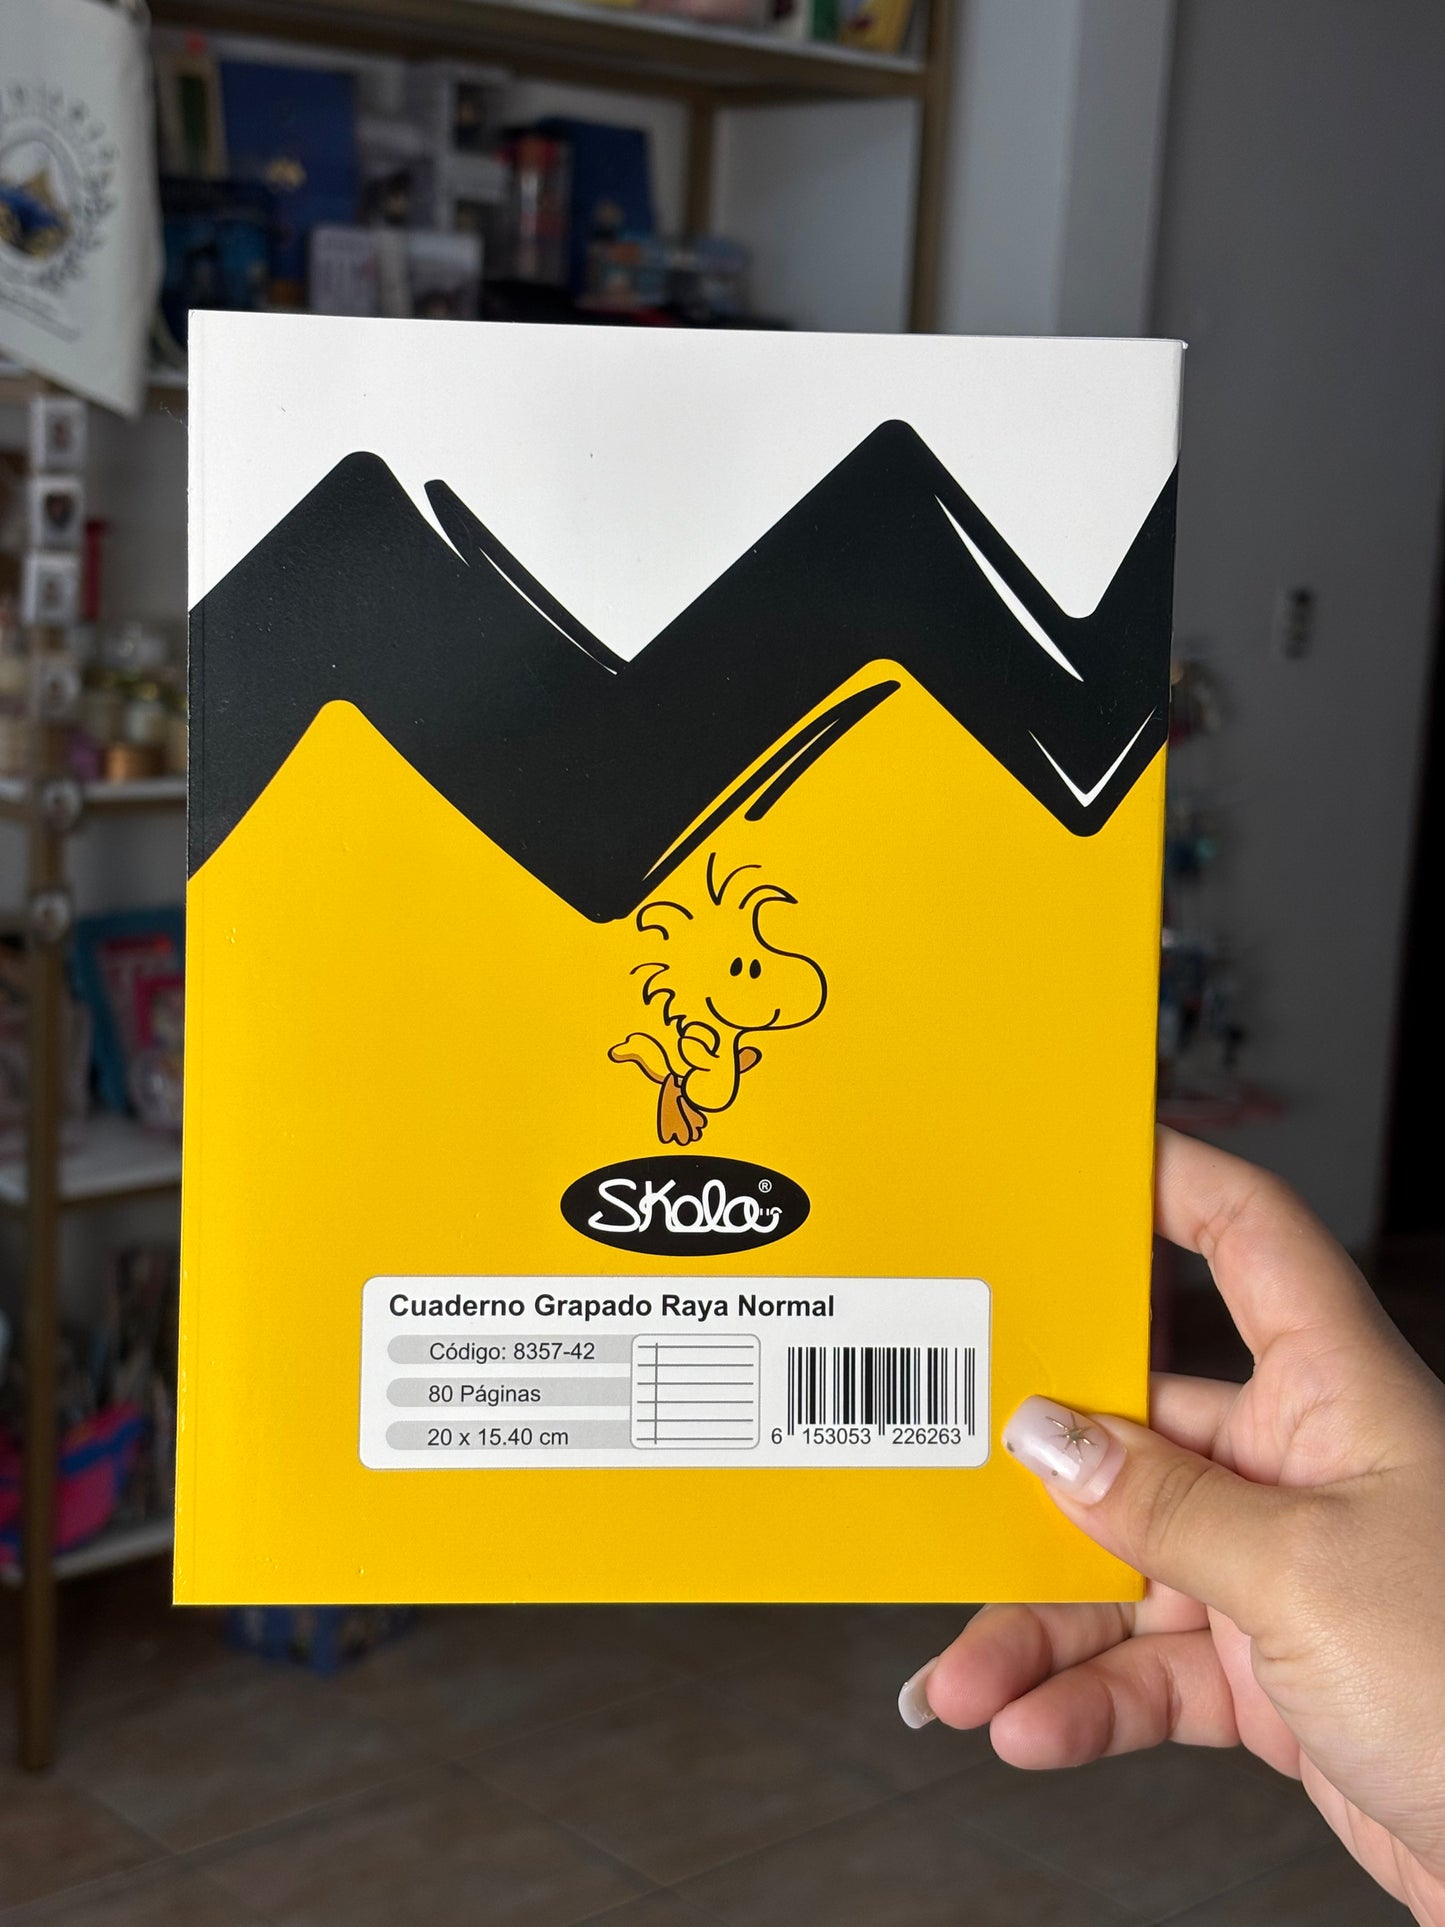 Skola®
Cuaderno Grapado Raya Normal
Código: 8357-42
80 Páginas
20 x 15.40 cm
6 153053 226263